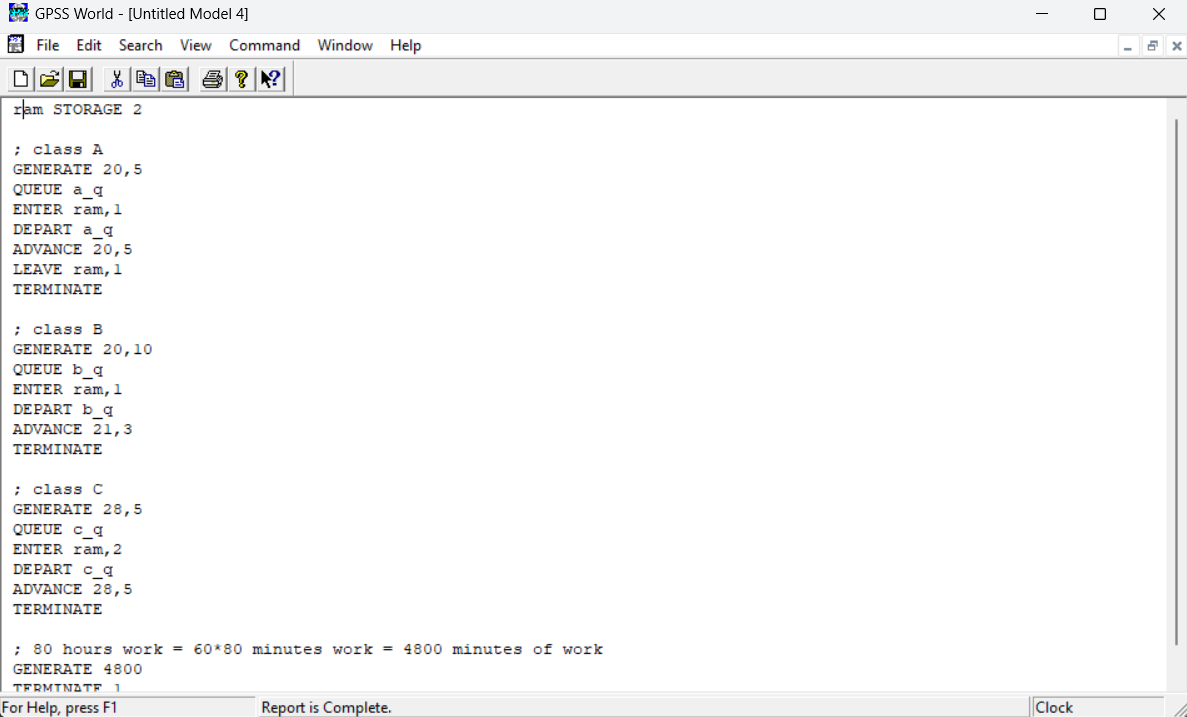 GPSS World - [Untitled Model 4]
File Edit Search View Command Window Help
ram STORAGE 2
; class A
GENERATE 20,5
QUEUE a_q
ENTER ram,1
DEPART a_q
ADVANCE 20,5
LEAVE ram,1
TERMINATE
; class B
GENERATE 20,10
QUEUE b_q
ENTER ram,1
DEPART b_q
ADVANCE 21,3
TERMINATE
; class C
GENERATE 28,5
QUEUE c_q
ENTER ram,2
DEPART c_q
ADVANCE 28,5
TERMINATE
; 80 hours work = 60*80 minutes work = 4800 minutes of work
GENERATE 4800
TERMINATE 1
For Help, press F1 Report is Complete. Clock